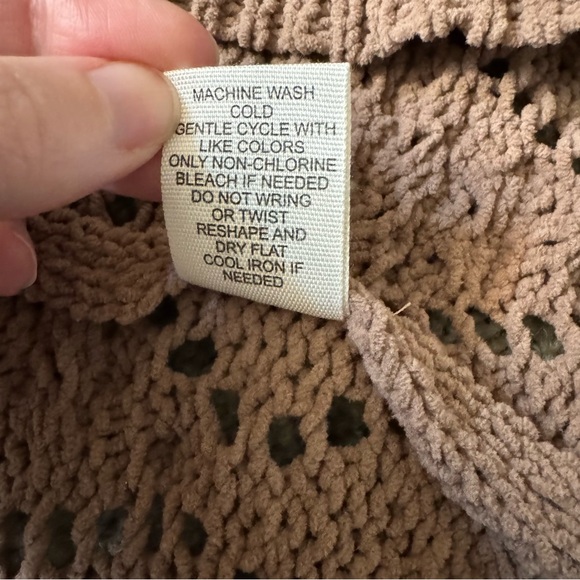 MACHINE WASH
COLD
GENTLE CYCLE WITH
LIKE COLORS
ONLY NON-CHLORINE
BLEACH IF NEEDED
DO NOT WRING
OR TWIST
RESHAPE AND
DRY FLAT
COOL IRON IF
NEEDED